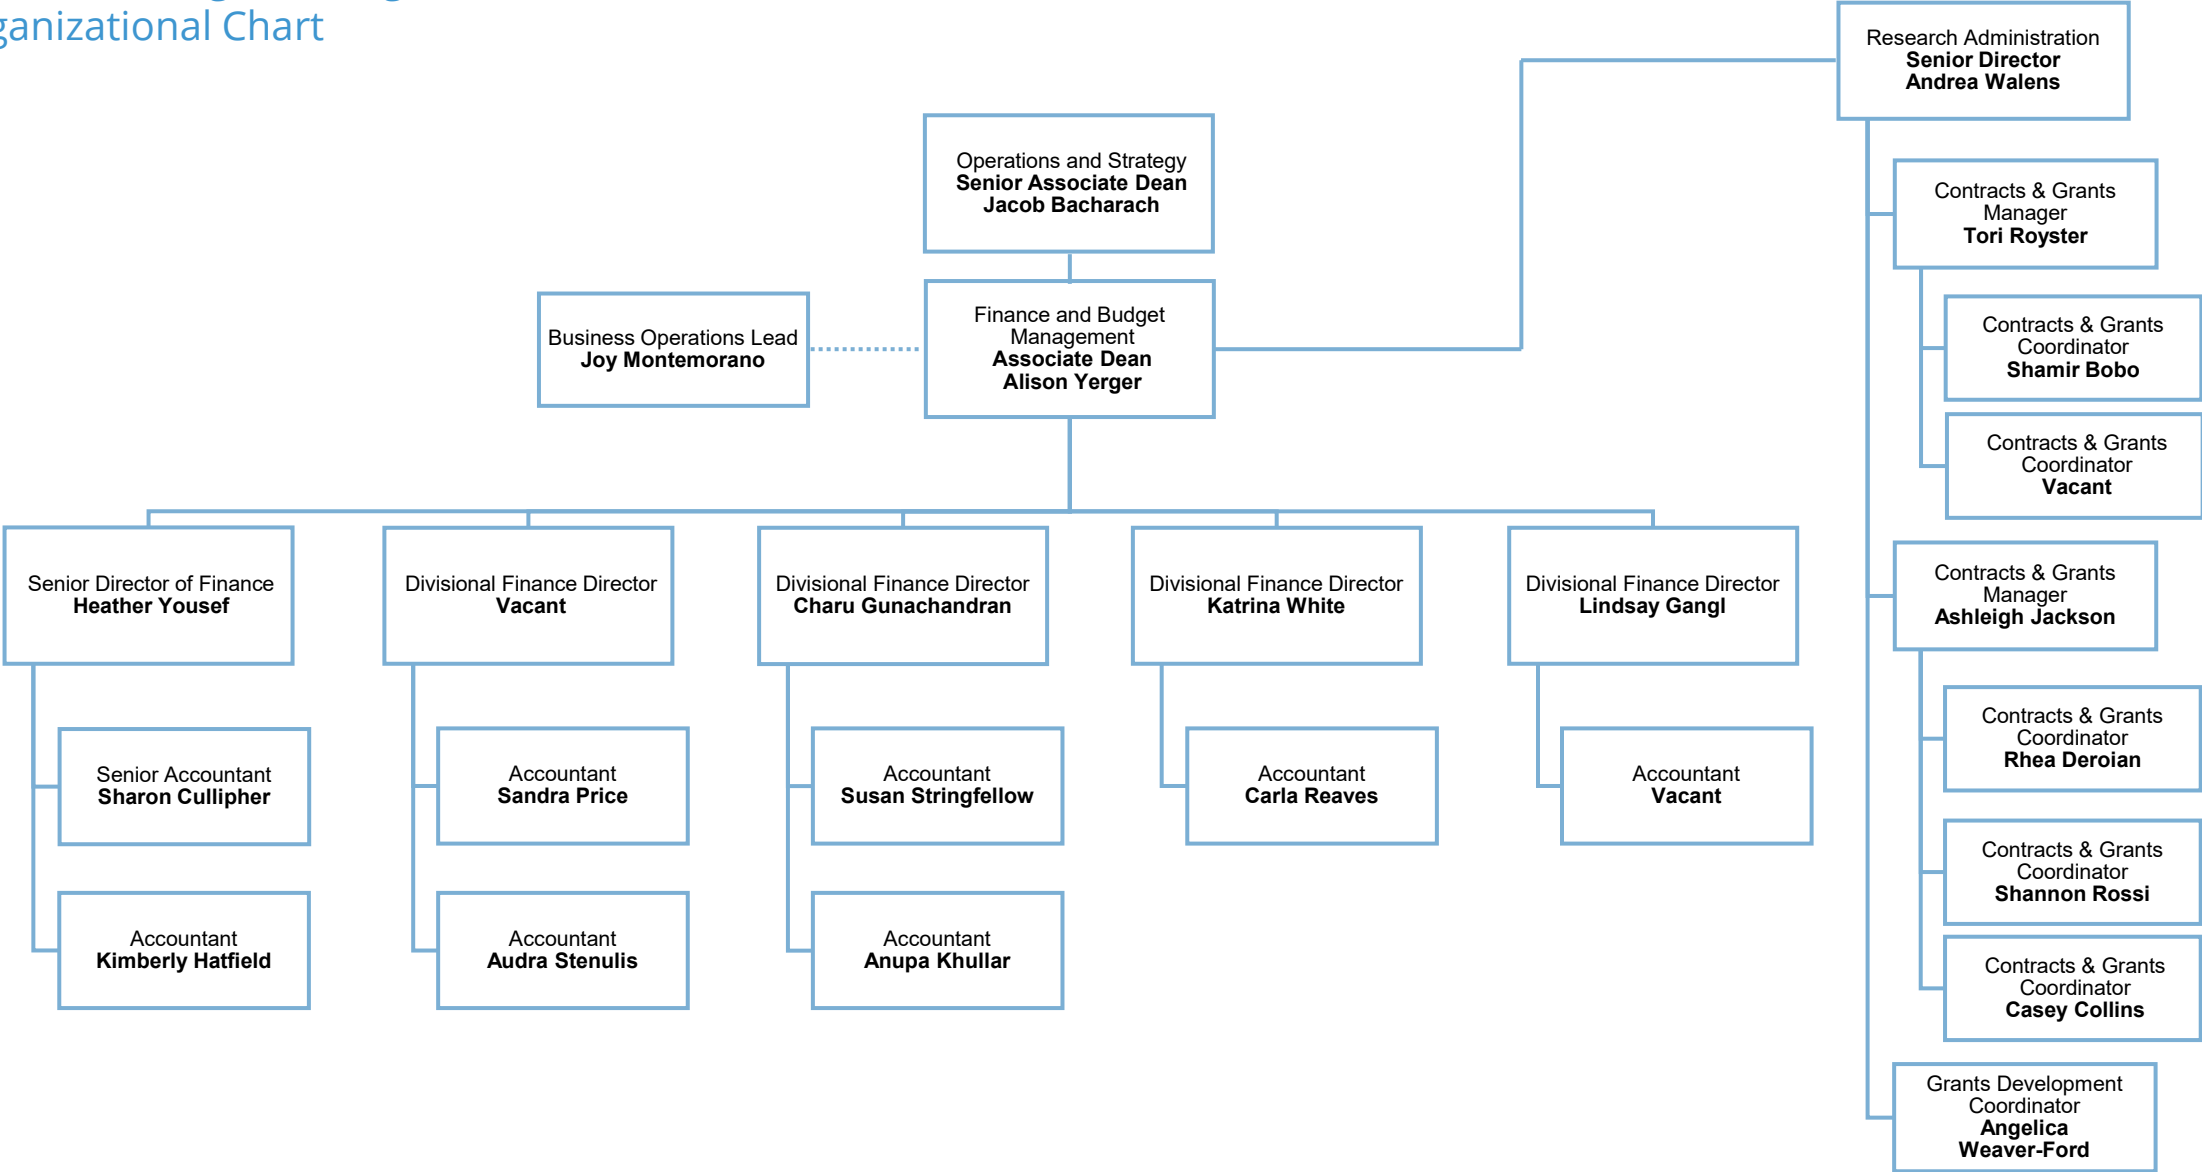 Organizational Chart
Research Administration
Senior Director
Andrea Walens
Operations and Strategy
Senior Associate Dean
Jacob Bacharach
Finance and Budget
Management
Associate Dean
Alison Yerger
Business Operations Lead
Joy Montemorano
Senior Director of Finance
Heather Yousef
Senior Accountant
Sharon Cullipher
Accountant
Kimberly Hatfield
Divisional Finance Director
Vacant
Accountant
Sandra Price
Accountant
Audra Stenulis
Divisional Finance Director
Charu Gunachandran
Accountant
Susan Stringfellow
Accountant
Anupa Khullar
Divisional Finance Director
Katrina White
Accountant
Carla Reaves
Divisional Finance Director
Lindsay Gangl
Accountant
Vacant
Contracts & Grants
Manager
Tori Royster
Contracts & Grants
Coordinator
Shamir Bobo
Contracts & Grants
Coordinator
Vacant
Contracts & Grants
Manager
Ashleigh Jackson
Contracts & Grants
Coordinator
Rhea Deroian
Contracts & Grants
Coordinator
Shannon Rossi
Contracts & Grants
Coordinator
Casey Collins
Grants Development
Coordinator
Angelica
Weaver-Ford